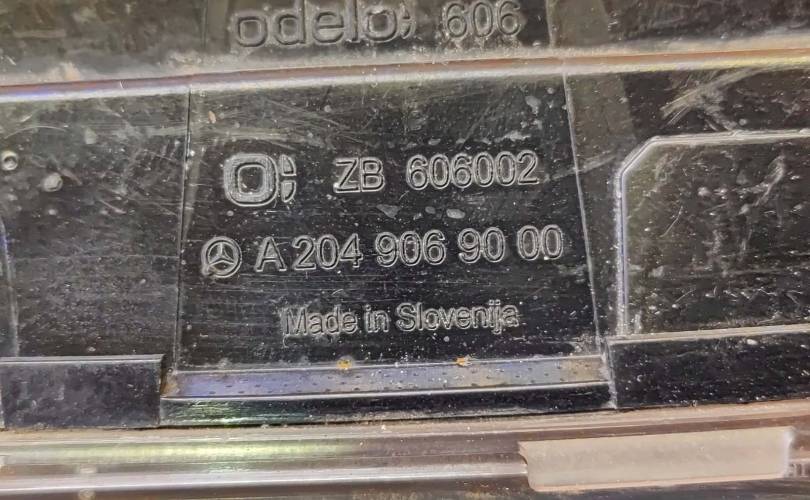 odelo 606
ZB 606002
A 204 906 90 00
Made in Slovenija